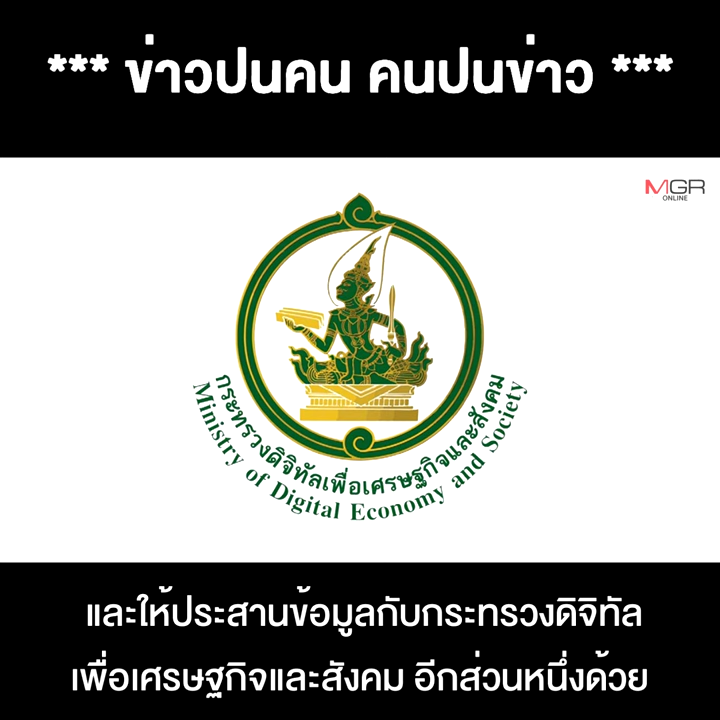 *** ข่าวปนคน คนปนข่าว ***
MGR
ONLINE
กระทรวงดิจิทัลเพื่อเศรษฐกิจและสังคม
Ministry of Digital Economy and Society
และให้ประสานข้อมูลกับกระทรวงดิจิทัล
เพื่อเศรษฐกิจและสังคม อีกส่วนหนึ่งด้วย